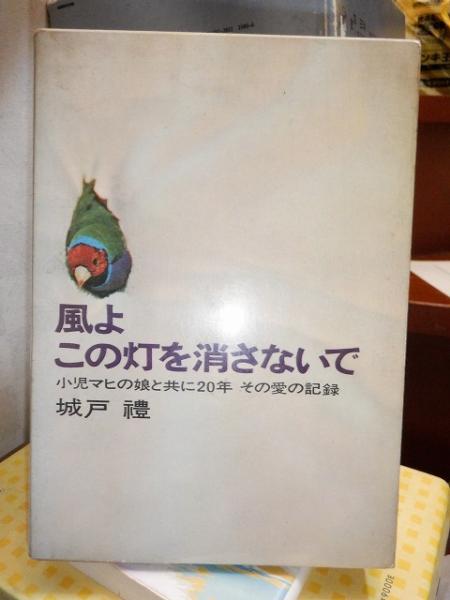 風よ
この灯を消さないで
小児マヒの娘と共に20年 その愛の記録
城戸 禮